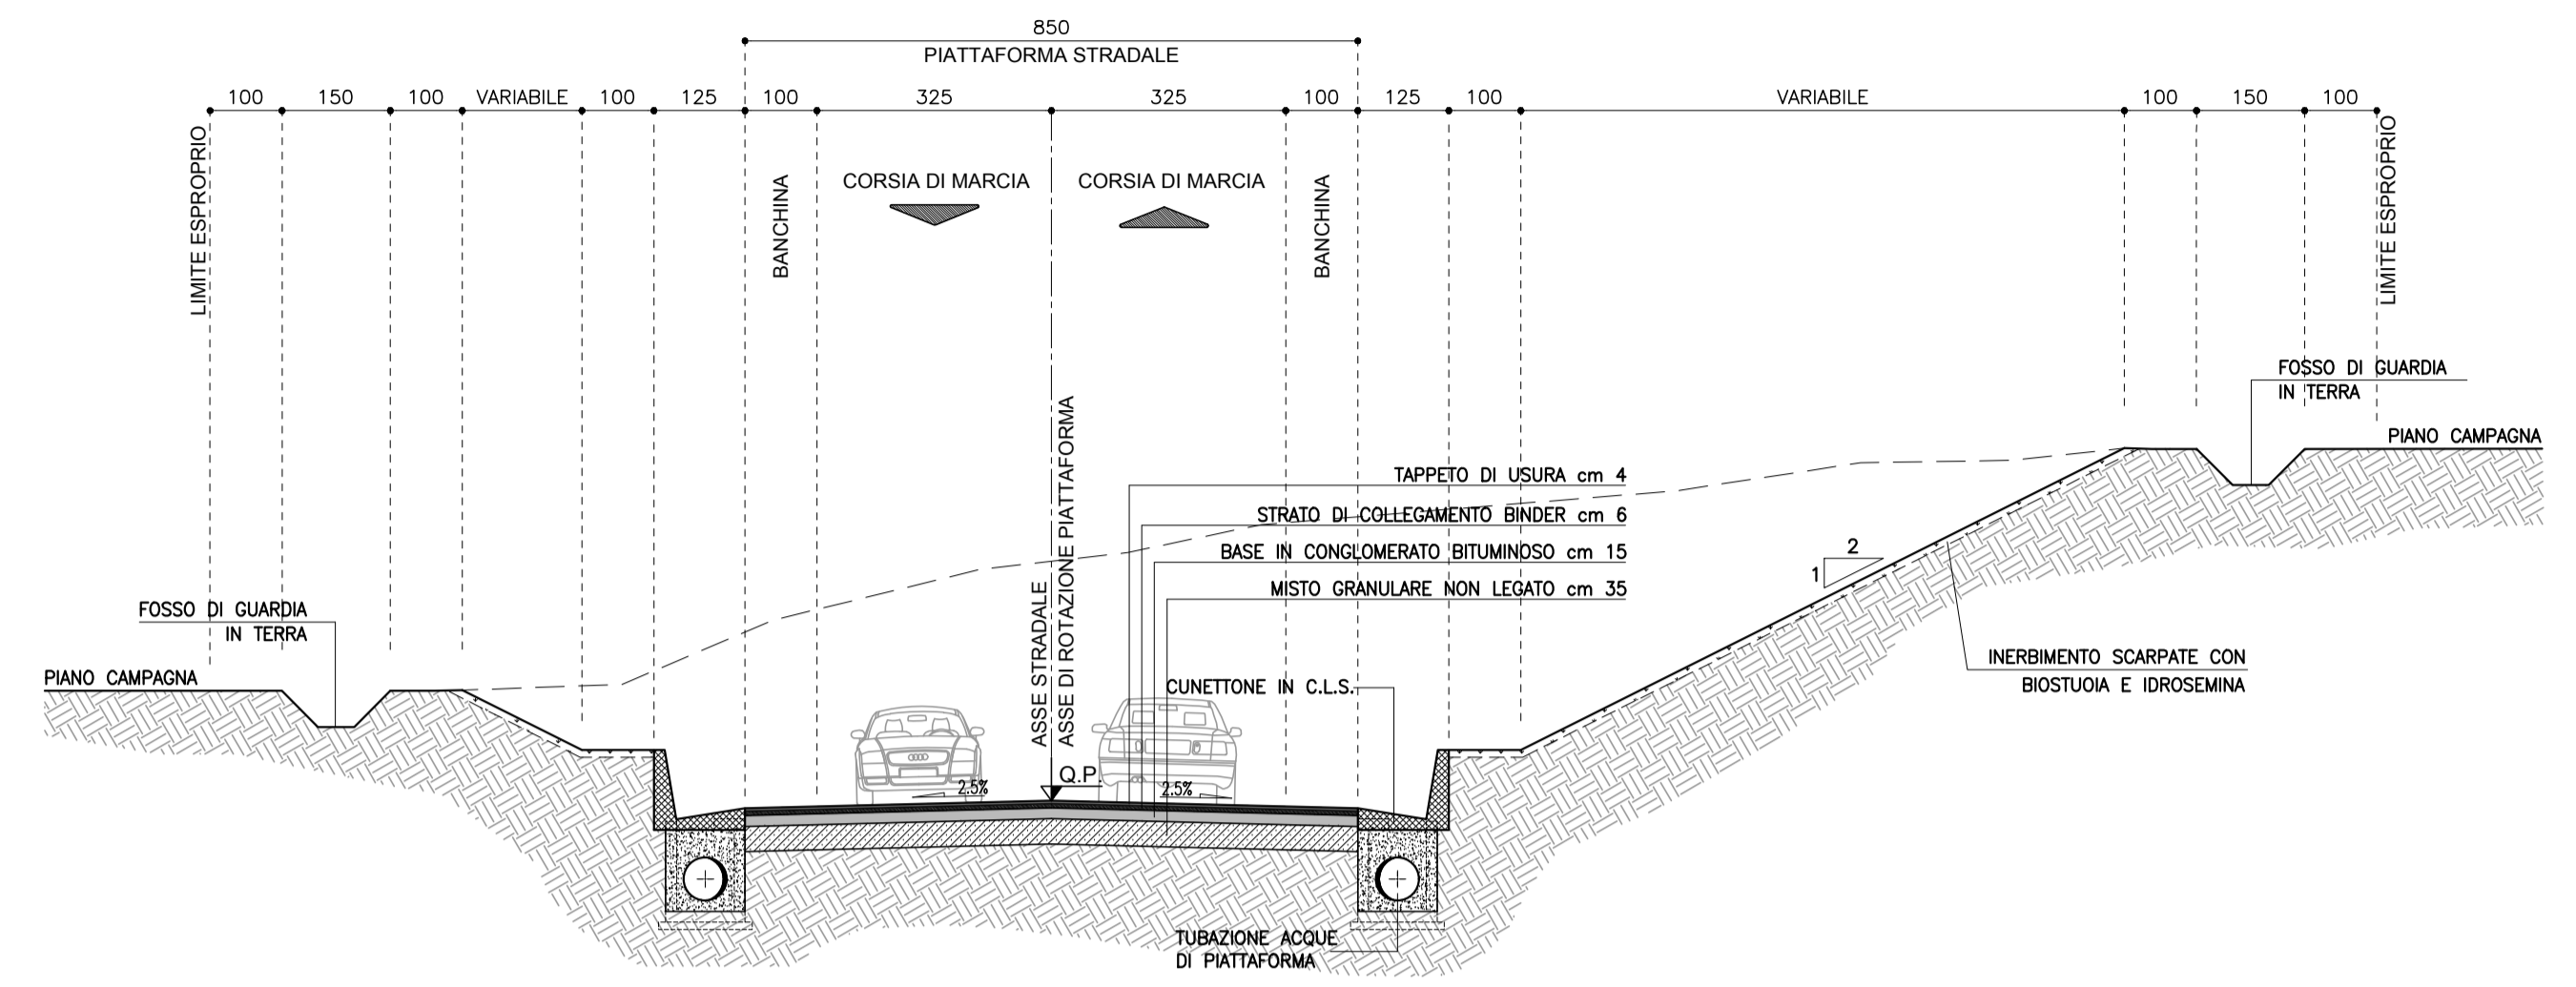 850
PIATTAFORMA STRADALE
100 150 100 VARIABILE 100 125 100 325 325 100 125 100 VARIABILE 100 150 100
LIMITE ESPROPRIO
BANCHINA
CORSIA DI MARCIA
CORSIA DI MARCIA
BANCHINA
LIMITE ESPROPRIO
FOSSO DI GUARDIA
IN TERRA
PIANO CAMPAGNA
ASSE STRADALE
ASSE DI ROTAZIONE PIATTAFORMA
TAPPETO DI USURA cm 4
STRATO DI COLLEGAMENTO BINDER cm 6
BASE IN CONGLOMERATO BITUMINOSO cm 15
MISTO GRANULARE NON LEGATO cm 35
2
1
FOSSO DI GUARDIA
IN TERRA
PIANO CAMPAGNA
INERBIMENTO SCARPATE CON
BIOSTUOIA E IDROSEMINA
CUNETTONE IN C.L.S.
Q.P.
2.5%
2.5%
TUBAZIONE ACQUE
DI PIATTAFORMA